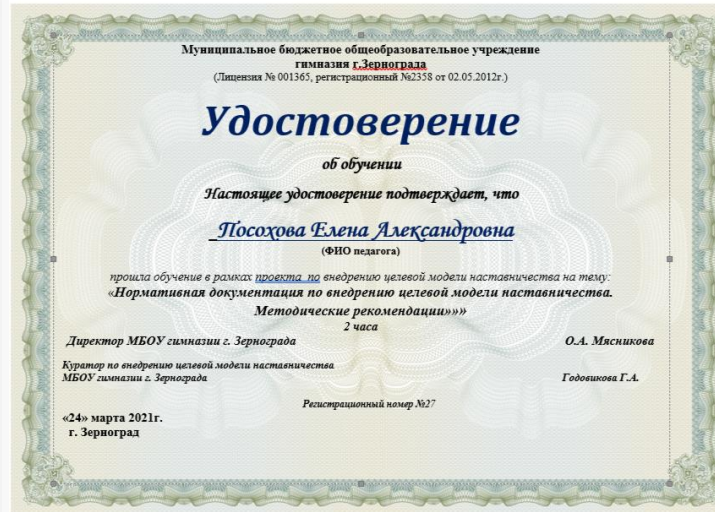 Муниципальное бюджетное общеобразовательное учреждение
гимназия г.Зернограда
(Лицензия № 001365, регистрационный №2358 от 02.05.2012г.)
Удостоверение
об обучении
Настоящее удостоверение подтверждает, что
_Посохова Елена Александровна
(ФИО педагога)
прошла обучение в рамках проекта по внедрению целевой модели наставничества на тему:
«Нормативная документация по внедрению целевой модели наставничества.
Методические рекомендации»»»
2 часа
Директор МБОУ гимназии г. Зернограда О.А. Мясникова
Куратор по внедрению целевой модели наставничества
МБОУ гимназии г. Зернограда Годовикова Г.А.
Регистрационный номер №27
«24» марта 2021г.
г. Зерноград